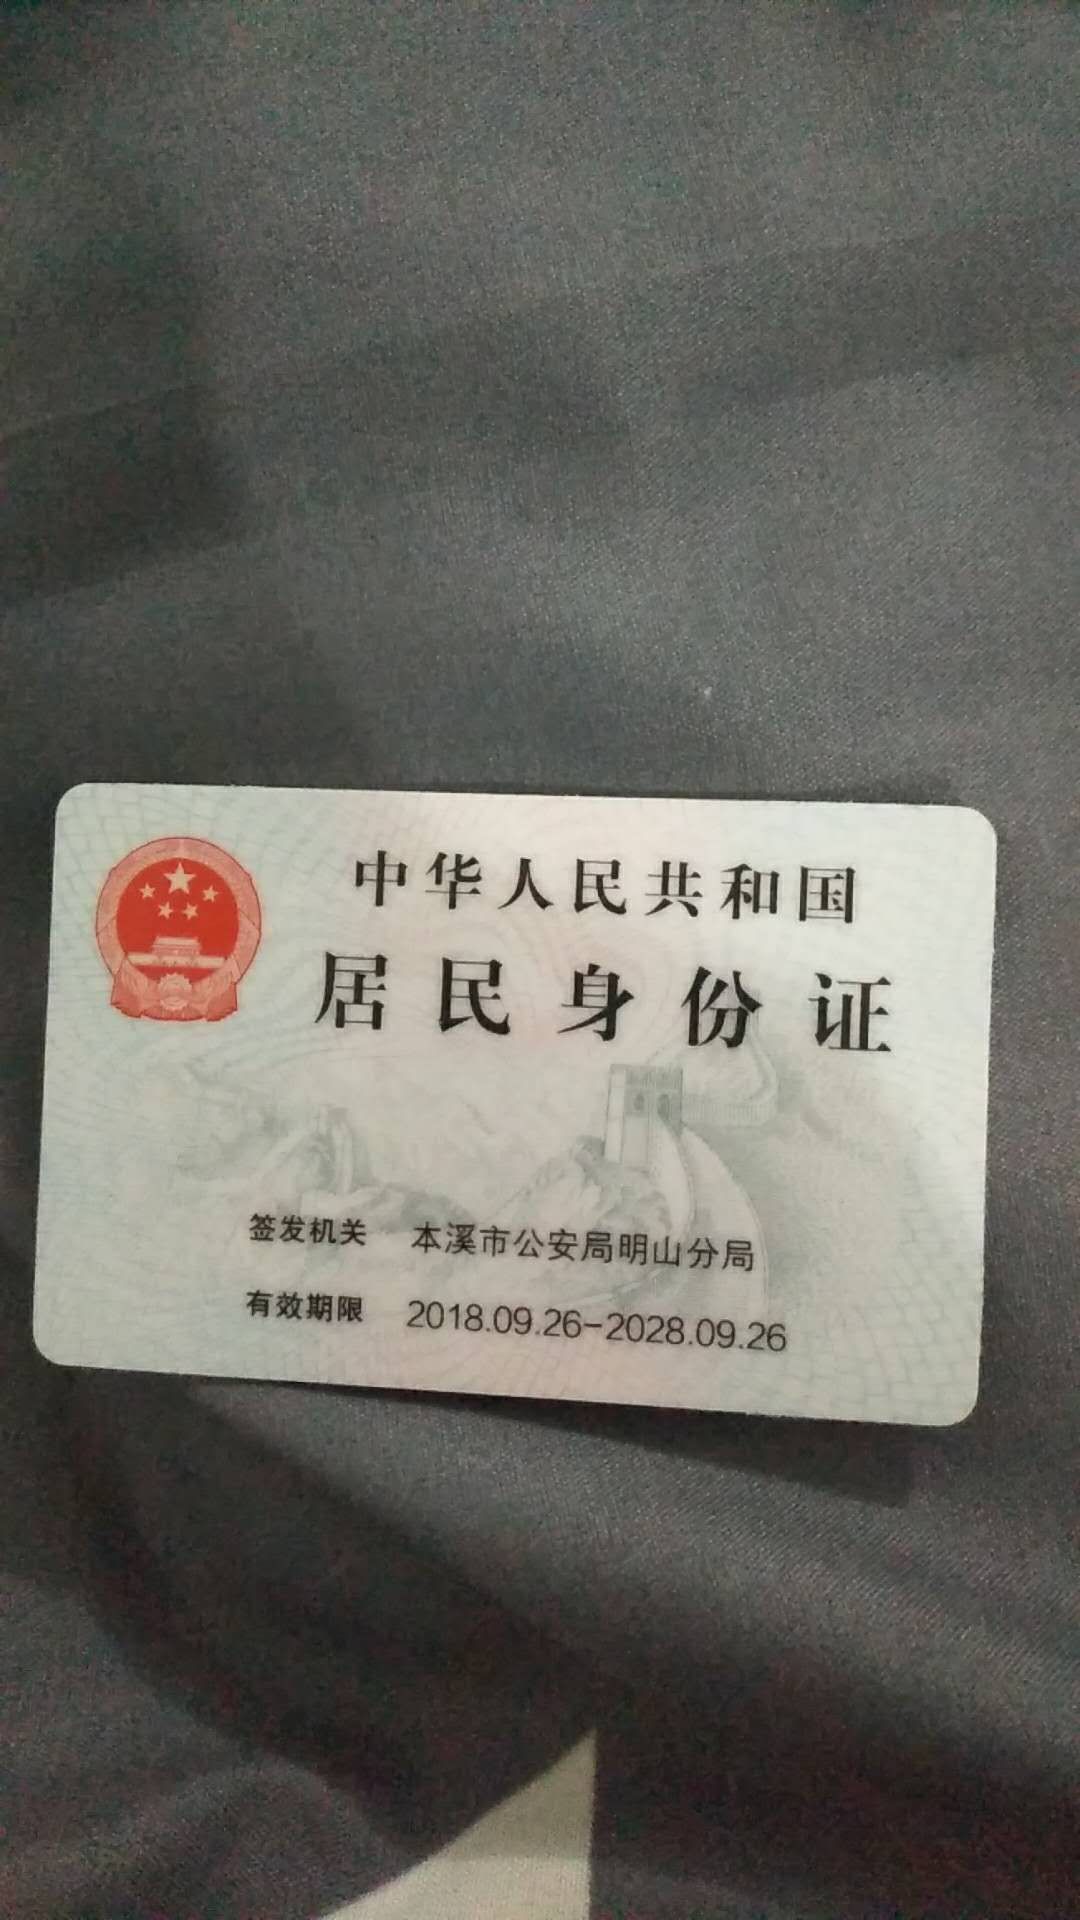 中华人民共和国
居民身份证
签发机关 本溪市公安局明山分局
有效期限 2018.09.26-2028.09.26